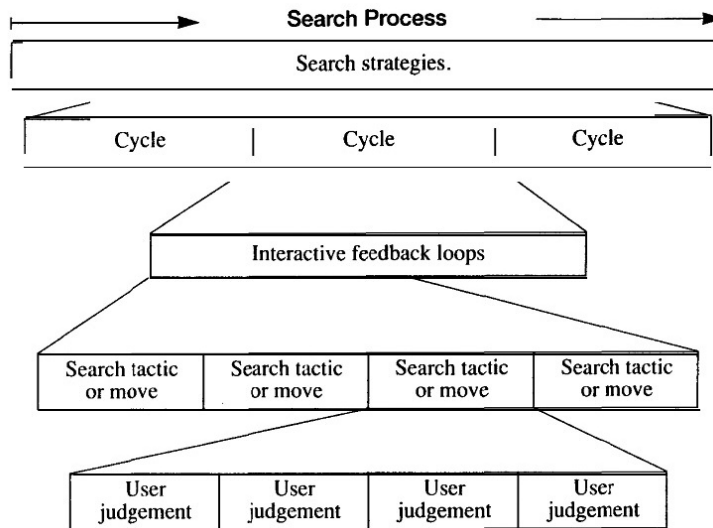 Search Process
Search strategies.
Cycle Cycle Cycle
Interactive feedback loops
Search tactic Search tactic Search tactic Search tactic
or move or move or move or move
User User User User
judgement judgement judgement judgement